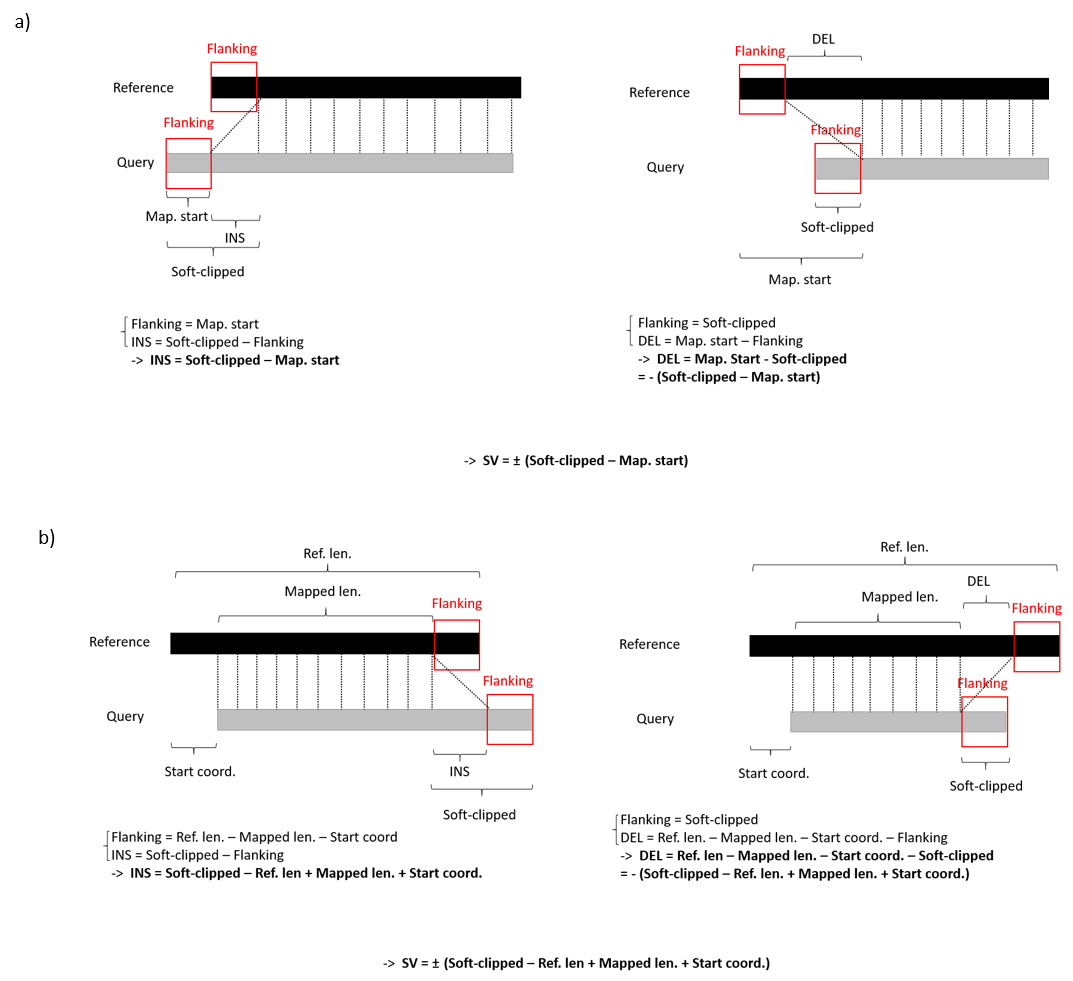 a)
Flanking
Reference
Flanking
Query
Map. start
INS
Soft-clipped
Flanking = Map. start
INS = Soft-clipped – Flanking
-> INS = Soft-clipped – Map. start
DEL
Flanking
Reference
Flanking
Query
Soft-clipped
Map. start
Flanking = Soft-clipped
DEL = Map. start – Flanking
-> DEL = Map. Start - Soft-clipped
= - (Soft-clipped – Map. start)
-> SV = ± (Soft-clipped – Map. start)
b)
Ref. len.
Mapped len.
Flanking
Reference
Flanking
Query
Start coord.
INS
Soft-clipped
Flanking = Ref. len. – Mapped len. – Start coord
INS = Soft-clipped – Flanking
-> INS = Soft-clipped – Ref. len + Mapped len. + Start coord.
Ref. len.
DEL
Mapped len.
Flanking
Reference
Flanking
Query
Start coord.
Soft-clipped
Flanking = Soft-clipped
DEL = Ref. len. – Mapped len. – Start coord. – Flanking
-> DEL = Ref. len – Mapped len. – Start coord. – Soft-clipped
= - (Soft-clipped – Ref. len. + Mapped len. + Start coord.)
-> SV = ± (Soft-clipped – Ref. len + Mapped len. + Start coord.)